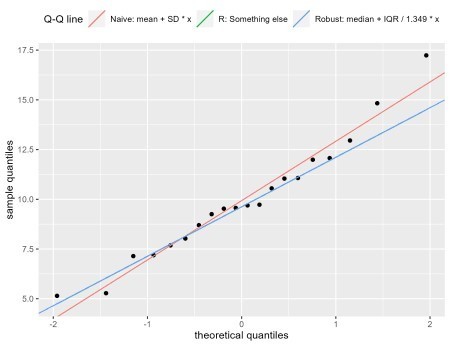 Q-Q line Naive: mean + SD * x R: Something else Robust: median + IQR / 1.349 * x
17.5
15.0
12.5
10.0
7.5
5.0
sample quantiles
-2 -1 0 1 2
theoretical quantiles